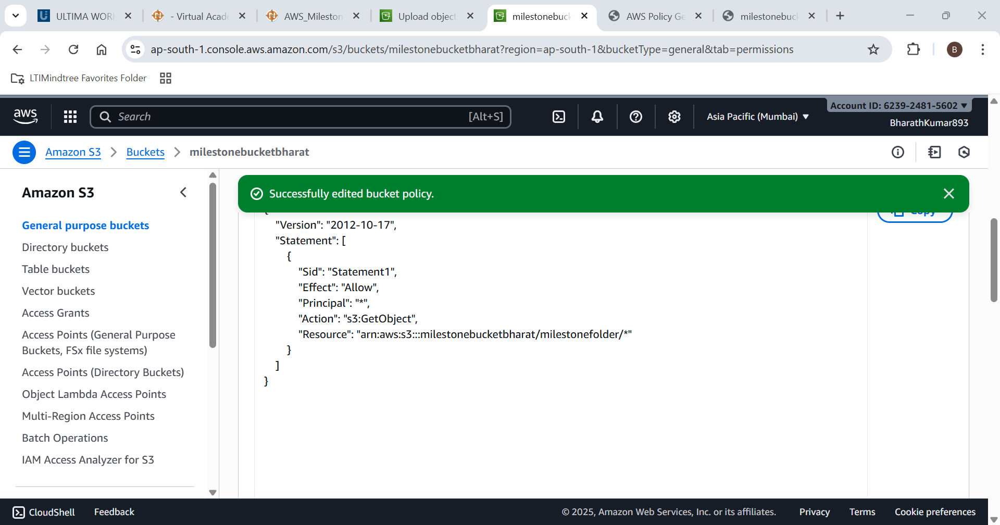 ULTIMA WOR
- Virtual Acad
AWS_Mileston
Upload object
milestonebuck
AWS Policy Ge
milestonebuc
ap-south-1.console.aws.amazon.com/s3/buckets/milestonebucketbharat?region=ap-south-1&bucketType=general&tab=permissions
B
LTIMindtree Favorites Folder
aws
Search
[Alt+S]
Asia Pacific (Mumbai)
Account ID: 6239-2481-5602
BharathKumar893
Amazon S3
Buckets
milestonebucketbharat
Amazon S3
General purpose buckets
Directory buckets
Table buckets
Vector buckets
Access Grants
Access Points (General Purpose
Buckets, FSx file systems)
Access Points (Directory Buckets)
Object Lambda Access Points
Multi-Region Access Points
Batch Operations
IAM Access Analyzer for S3
Successfully edited bucket policy.
Copy
{
"Version": "2012-10-17",
"Statement": [
{
"Sid": "Statement1",
"Effect": "Allow",
"Principal": "*",
"Action": "s3:GetObject",
"Resource": "arn:aws:s3:::milestonebucketbharat/milestonefolder/*"
}
]
}
CloudShell
Feedback
© 2025, Amazon Web Services, Inc. or its affiliates.
Privacy
Terms
Cookie preferences